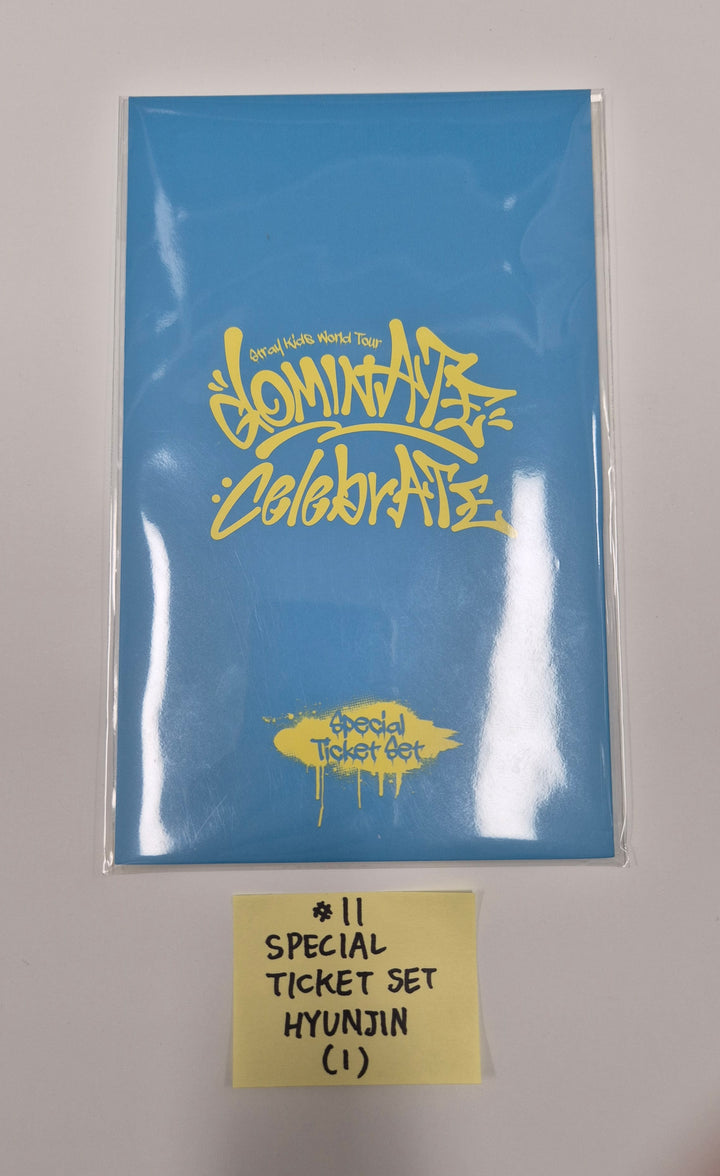 Stray Kids World Tour
dominATE
celebrATE
Special
Ticket Set
#11
SPECIAL
TICKET SET
HYUNJIN
(1)